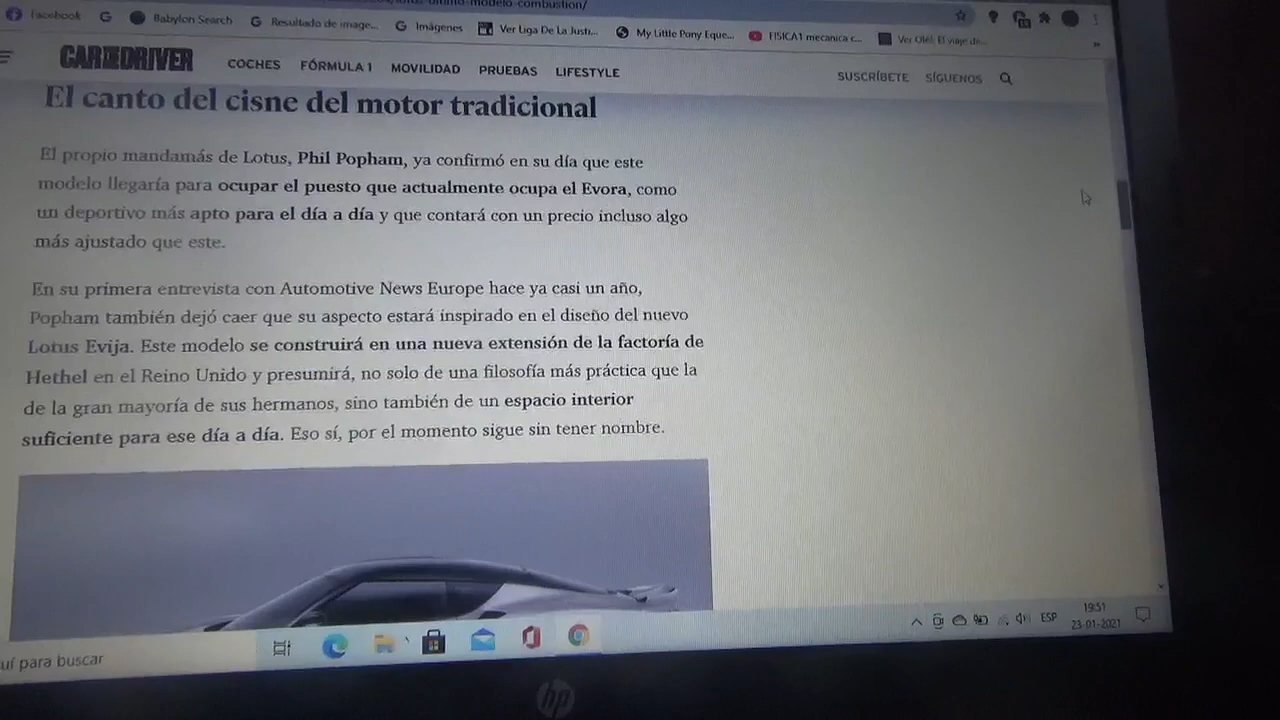 ultimo-modelo-combustion/
Facebook
Babylon Search
Resultado de image...
Imágenes
Ver Liga De La Justi...
My Little Pony Eque...
FISICA1 mecanica c...
CAR AND DRIVER
COCHES FÓRMULA 1 MOVILIDAD PRUEBAS LIFESTYLE
SUSCRÍBETE SÍGUENOS
El canto del cisne del motor tradicional
El propio mandamás de Lotus, Phil Popham, ya confirmó en su día que este
modelo llegaría para ocupar el puesto que actualmente ocupa el Evora, como
un deportivo más apto para el día a día y que contará con un precio incluso algo
más ajustado que este.
En su primera entrevista con Automotive News Europe hace ya casi un año,
Popham también dejó caer que su aspecto estará inspirado en el diseño del nuevo
Lotus Evija. Este modelo se construirá en una nueva extensión de la factoría de
Hethel en el Reino Unido y presumirá, no solo de una filosofía más práctica que la
de la gran mayoría de sus hermanos, sino también de un espacio interior
suficiente para ese día a día. Eso sí, por el momento sigue sin tener nombre.
uí para buscar
ESP
19:51
23-01-2021
hp